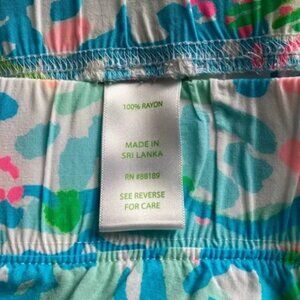 100% RAYON
MADE IN
SRI LANKA
RN #88189
SEE REVERSE
FOR CARE